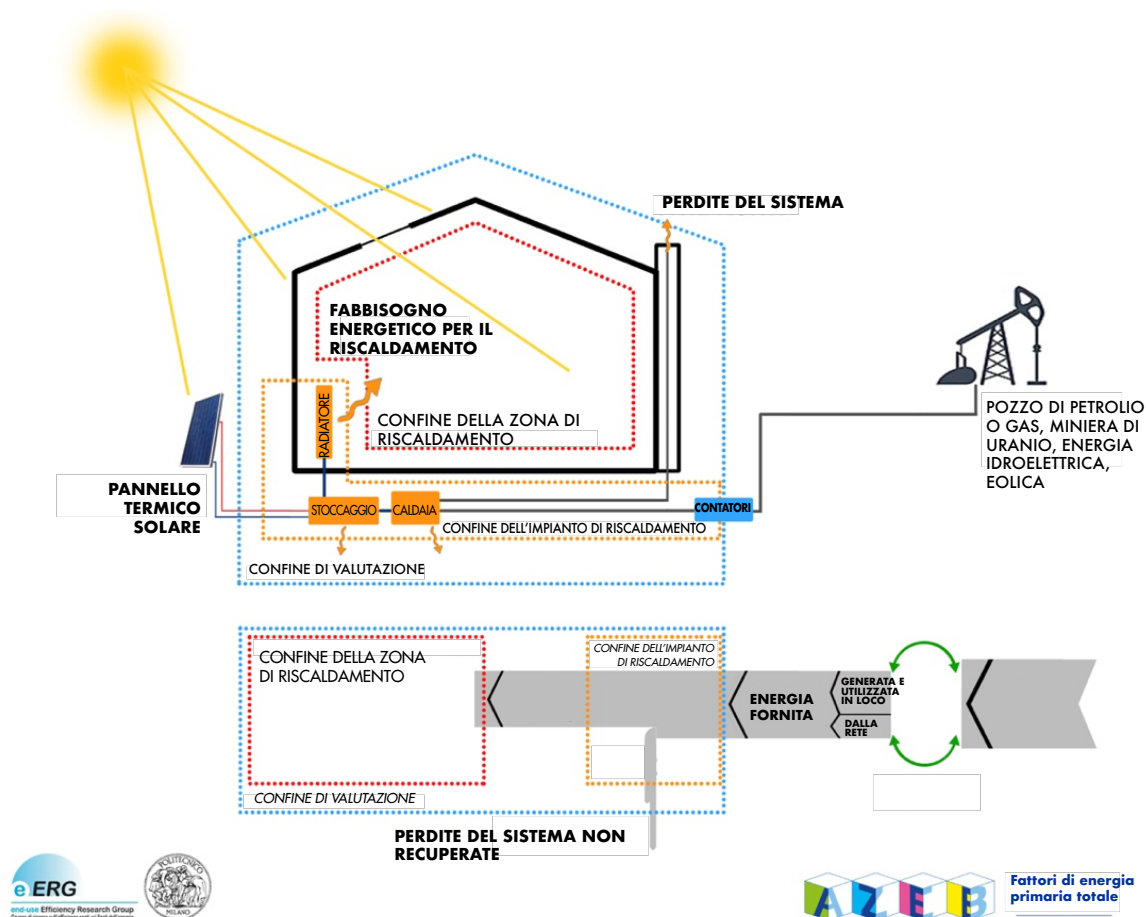 PERDITE DEL SISTEMA
FABBISOGNO
ENERGETICO PER IL
RISCALDAMENTO
RADIATORE
CONFINE DELLA ZONA DI
RISCALDAMENTO
POZZO DI PETROLIO
O GAS, MINIERA DI
URANIO, ENERGIA
IDROELETTRICA,
EOLICA
PANNELLO
TERMICO
SOLARE
STOCCAGGIO
CALDAIA
CONTATORI
CONFINE DELL'IMPIANTO DI RISCALDAMENTO
CONFINE DI VALUTAZIONE
CONFINE DELLA ZONA
DI RISCALDAMENTO
CONFINE DELL'IMPIANTO
DI RISCALDAMENTO
ENERGIA
FORNITA
GENERATA E
UTILIZZATA
IN LOCO
DALLA
RETE
CONFINE DI VALUTAZIONE
PERDITE DEL SISTEMA NON
RECUPERATE
eERG
end-use Efficiency Research Group
POLITECNICO
MILANO
AZEB
Fattori di energia
primaria totale